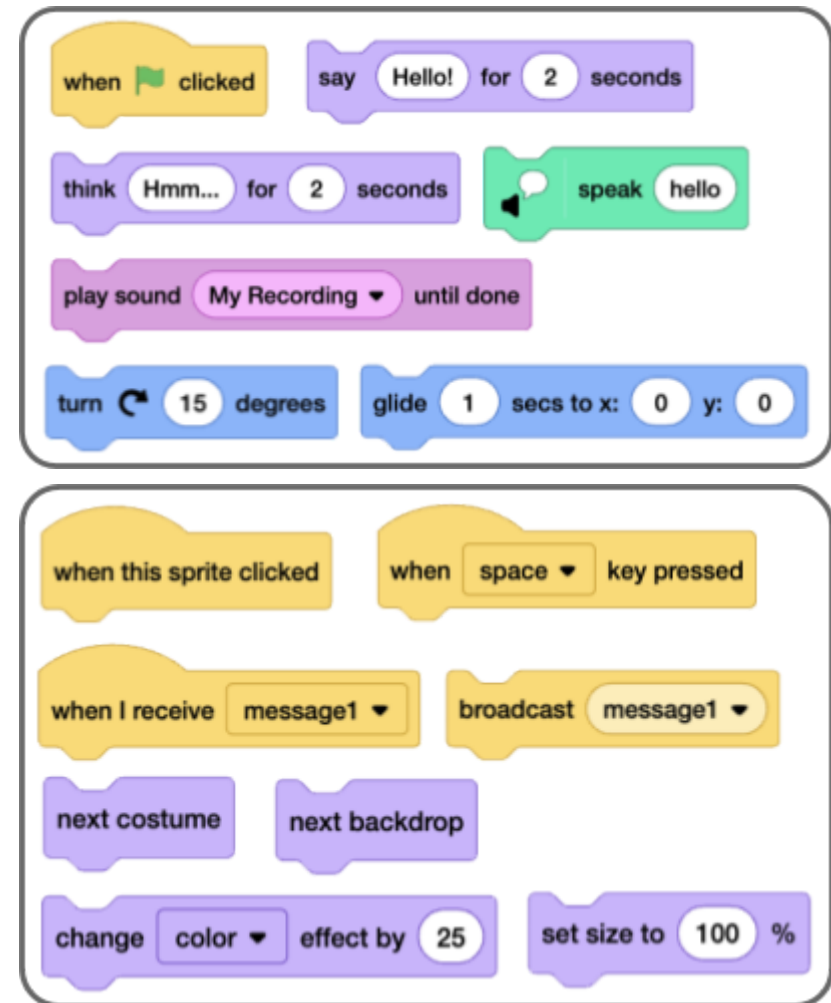 when clicked say Hello! for 2 seconds
think Hmm... for 2 seconds speak hello
play sound My Recording until done
turn 15 degrees glide 1 secs to x: 0 y: 0
when this sprite clicked when space key pressed
when I receive message1 broadcast message1
next costume next backdrop
change color effect by 25 set size to 100 %